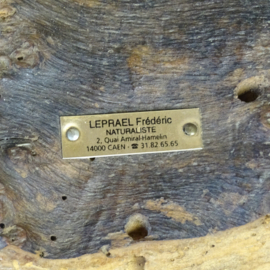 LEPRAEL Frédéric
NATURALISTE
2, Quai Amiral-Hamelin
14000 CAEN - ☎ 31.82.65.65